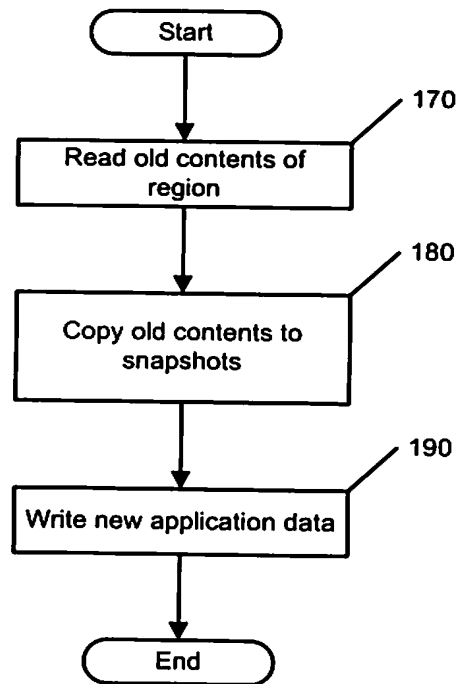 Start
170
Read old contents of
region
180
Copy old contents to
snapshots
190
Write new application data
End